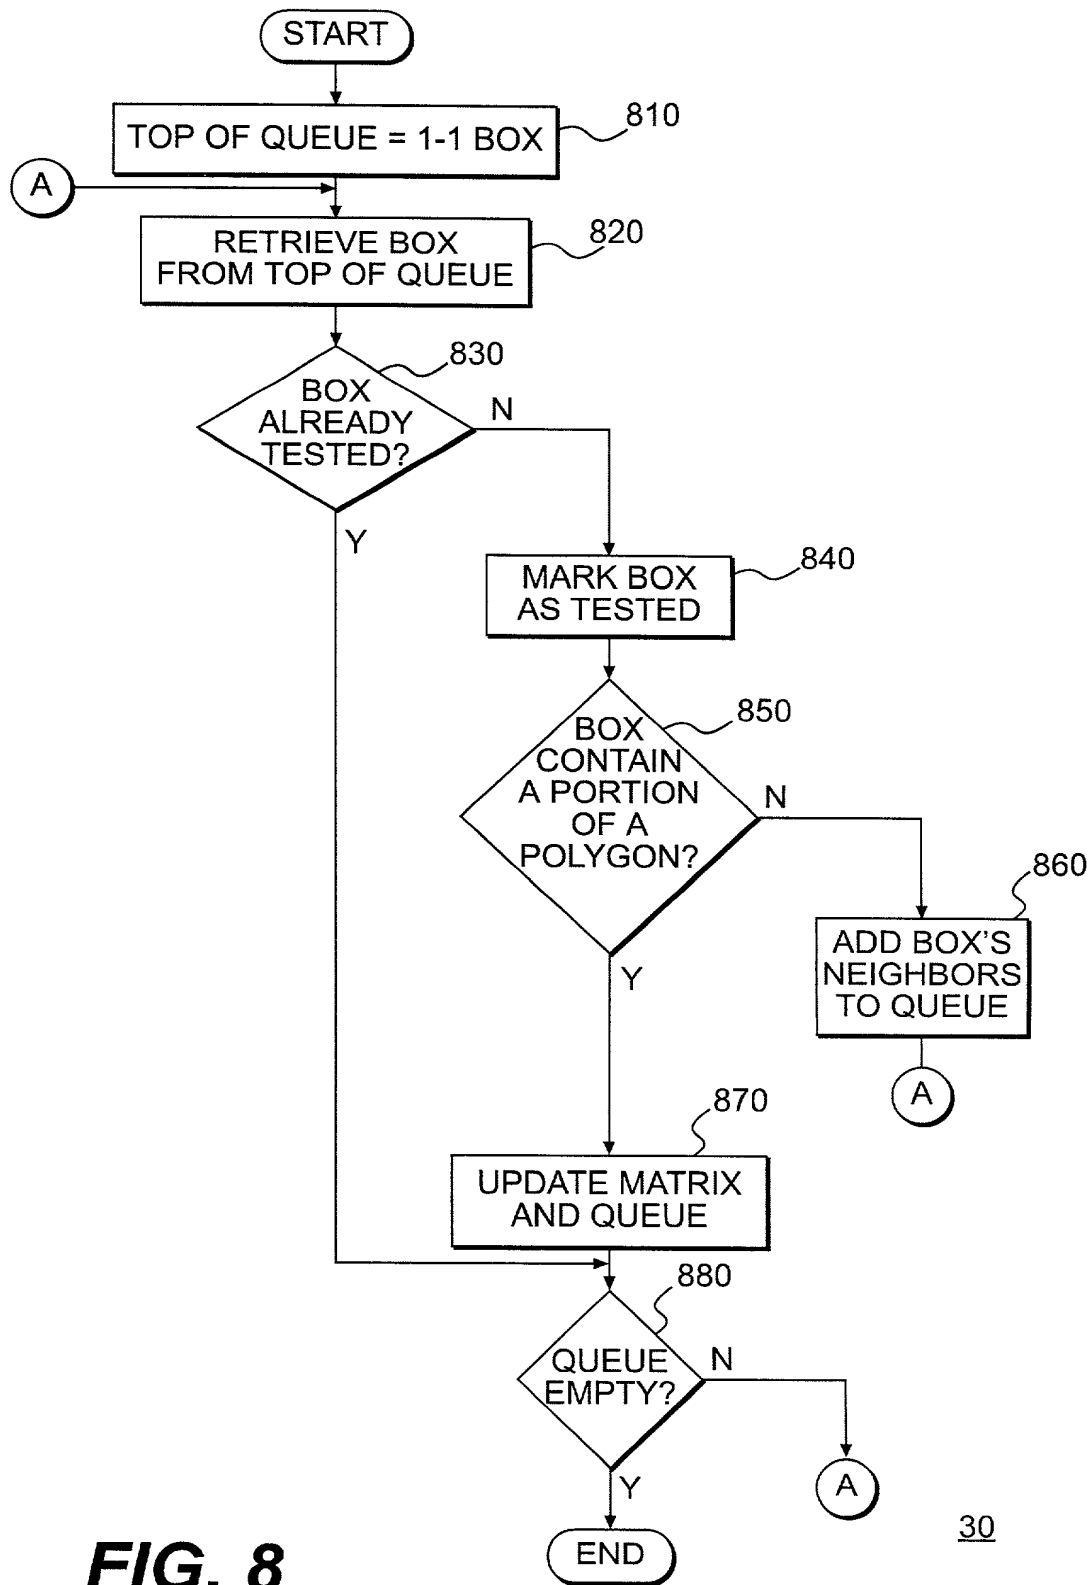 START
TOP OF QUEUE = 1-1 BOX
810
A
RETRIEVE BOX
FROM TOP OF QUEUE
820
830
BOX
ALREADY
TESTED?
N
Y
MARK BOX
AS TESTED
840
850
BOX
CONTAIN
A PORTION
OF A
POLYGON?
N
Y
860
ADD BOX'S
NEIGHBORS
TO QUEUE
A
870
UPDATE MATRIX
AND QUEUE
880
QUEUE
EMPTY?
N
Y
A
END
30
FIG. 8